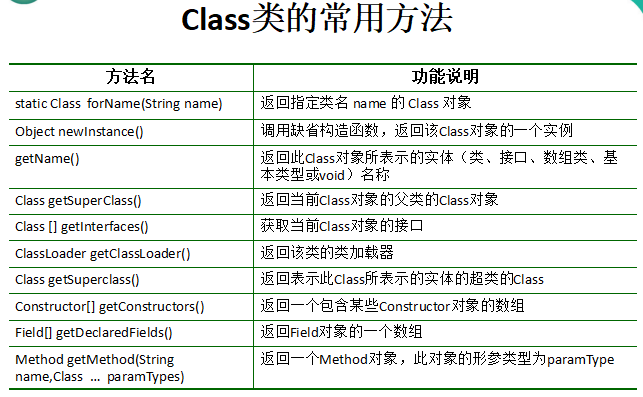 Class类的常用方法
方法名 功能说明
static Class forName(String name) 返回指定类名 name 的 Class 对象
Object newInstance() 调用缺省构造函数，返回该Class对象的一个实例
getName() 返回此Class对象所表示的实体（类、接口、数组类、基
本类型或void）名称
Class getSuperClass() 返回当前Class对象的父类的Class对象
Class [] getInterfaces() 获取当前Class对象的接口
ClassLoader getClassLoader() 返回该类的类加载器
Class getSuperclass() 返回表示此Class所表示的实体的超类的Class
Constructor[] getConstructors() 返回一个包含某些Constructor对象的数组
Field[] getDeclaredFields() 返回Field对象的一个数组
Method getMethod(String 返回一个Method对象，此对象的形参类型为paramType
name,Class … paramTypes)